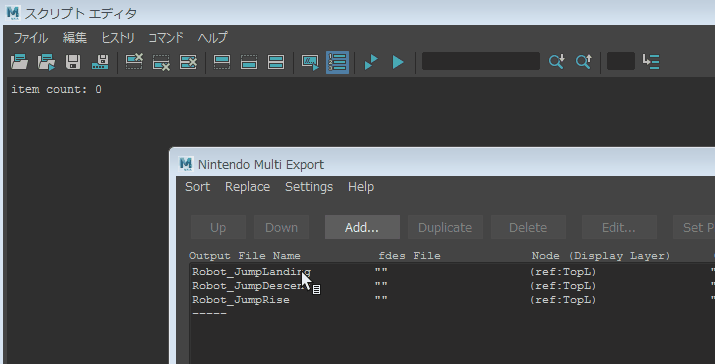 スクリプト エディタ
ファイル 編集 ヒストリ コマンド ヘルプ
item count: 0
Nintendo Multi Export
Sort Replace Settings Help
Up Down Add... Duplicate Delete Edit... Set P
Output File Name fdes File Node (Display Layer)
Robot_JumpLanding "" (ref:TopL) "
Robot_JumpDescent "" (ref:TopL) "
Robot_JumpRise "" (ref:TopL) "
-----